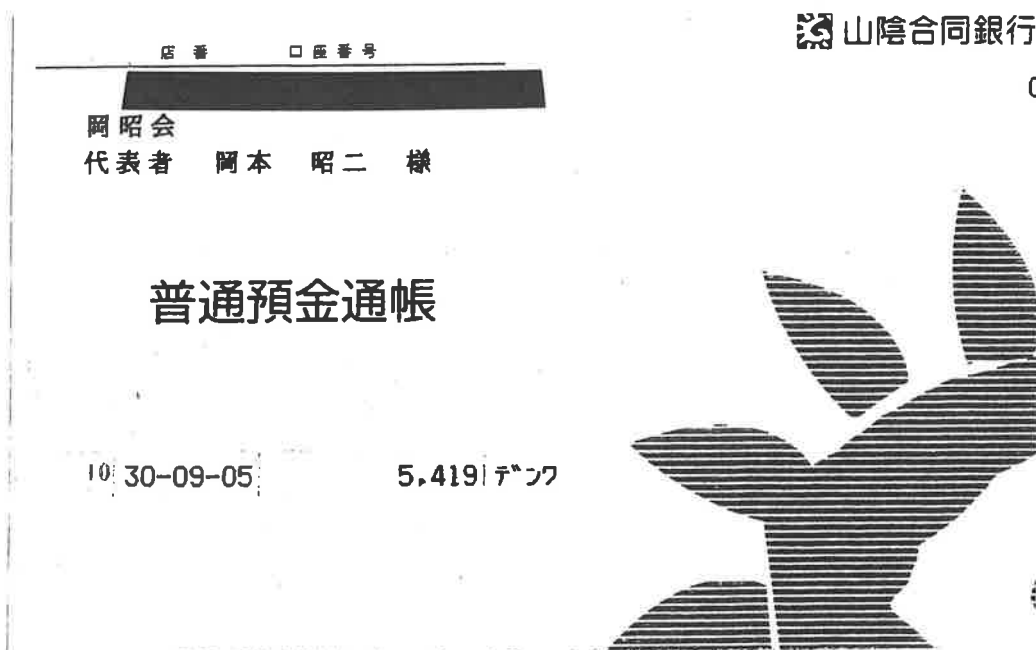 山陰合同銀行
店番 口座番号
岡昭会
代表者 岡本 昭二 様
普通預金通帳
10 30-09-05 5,419 デンワ